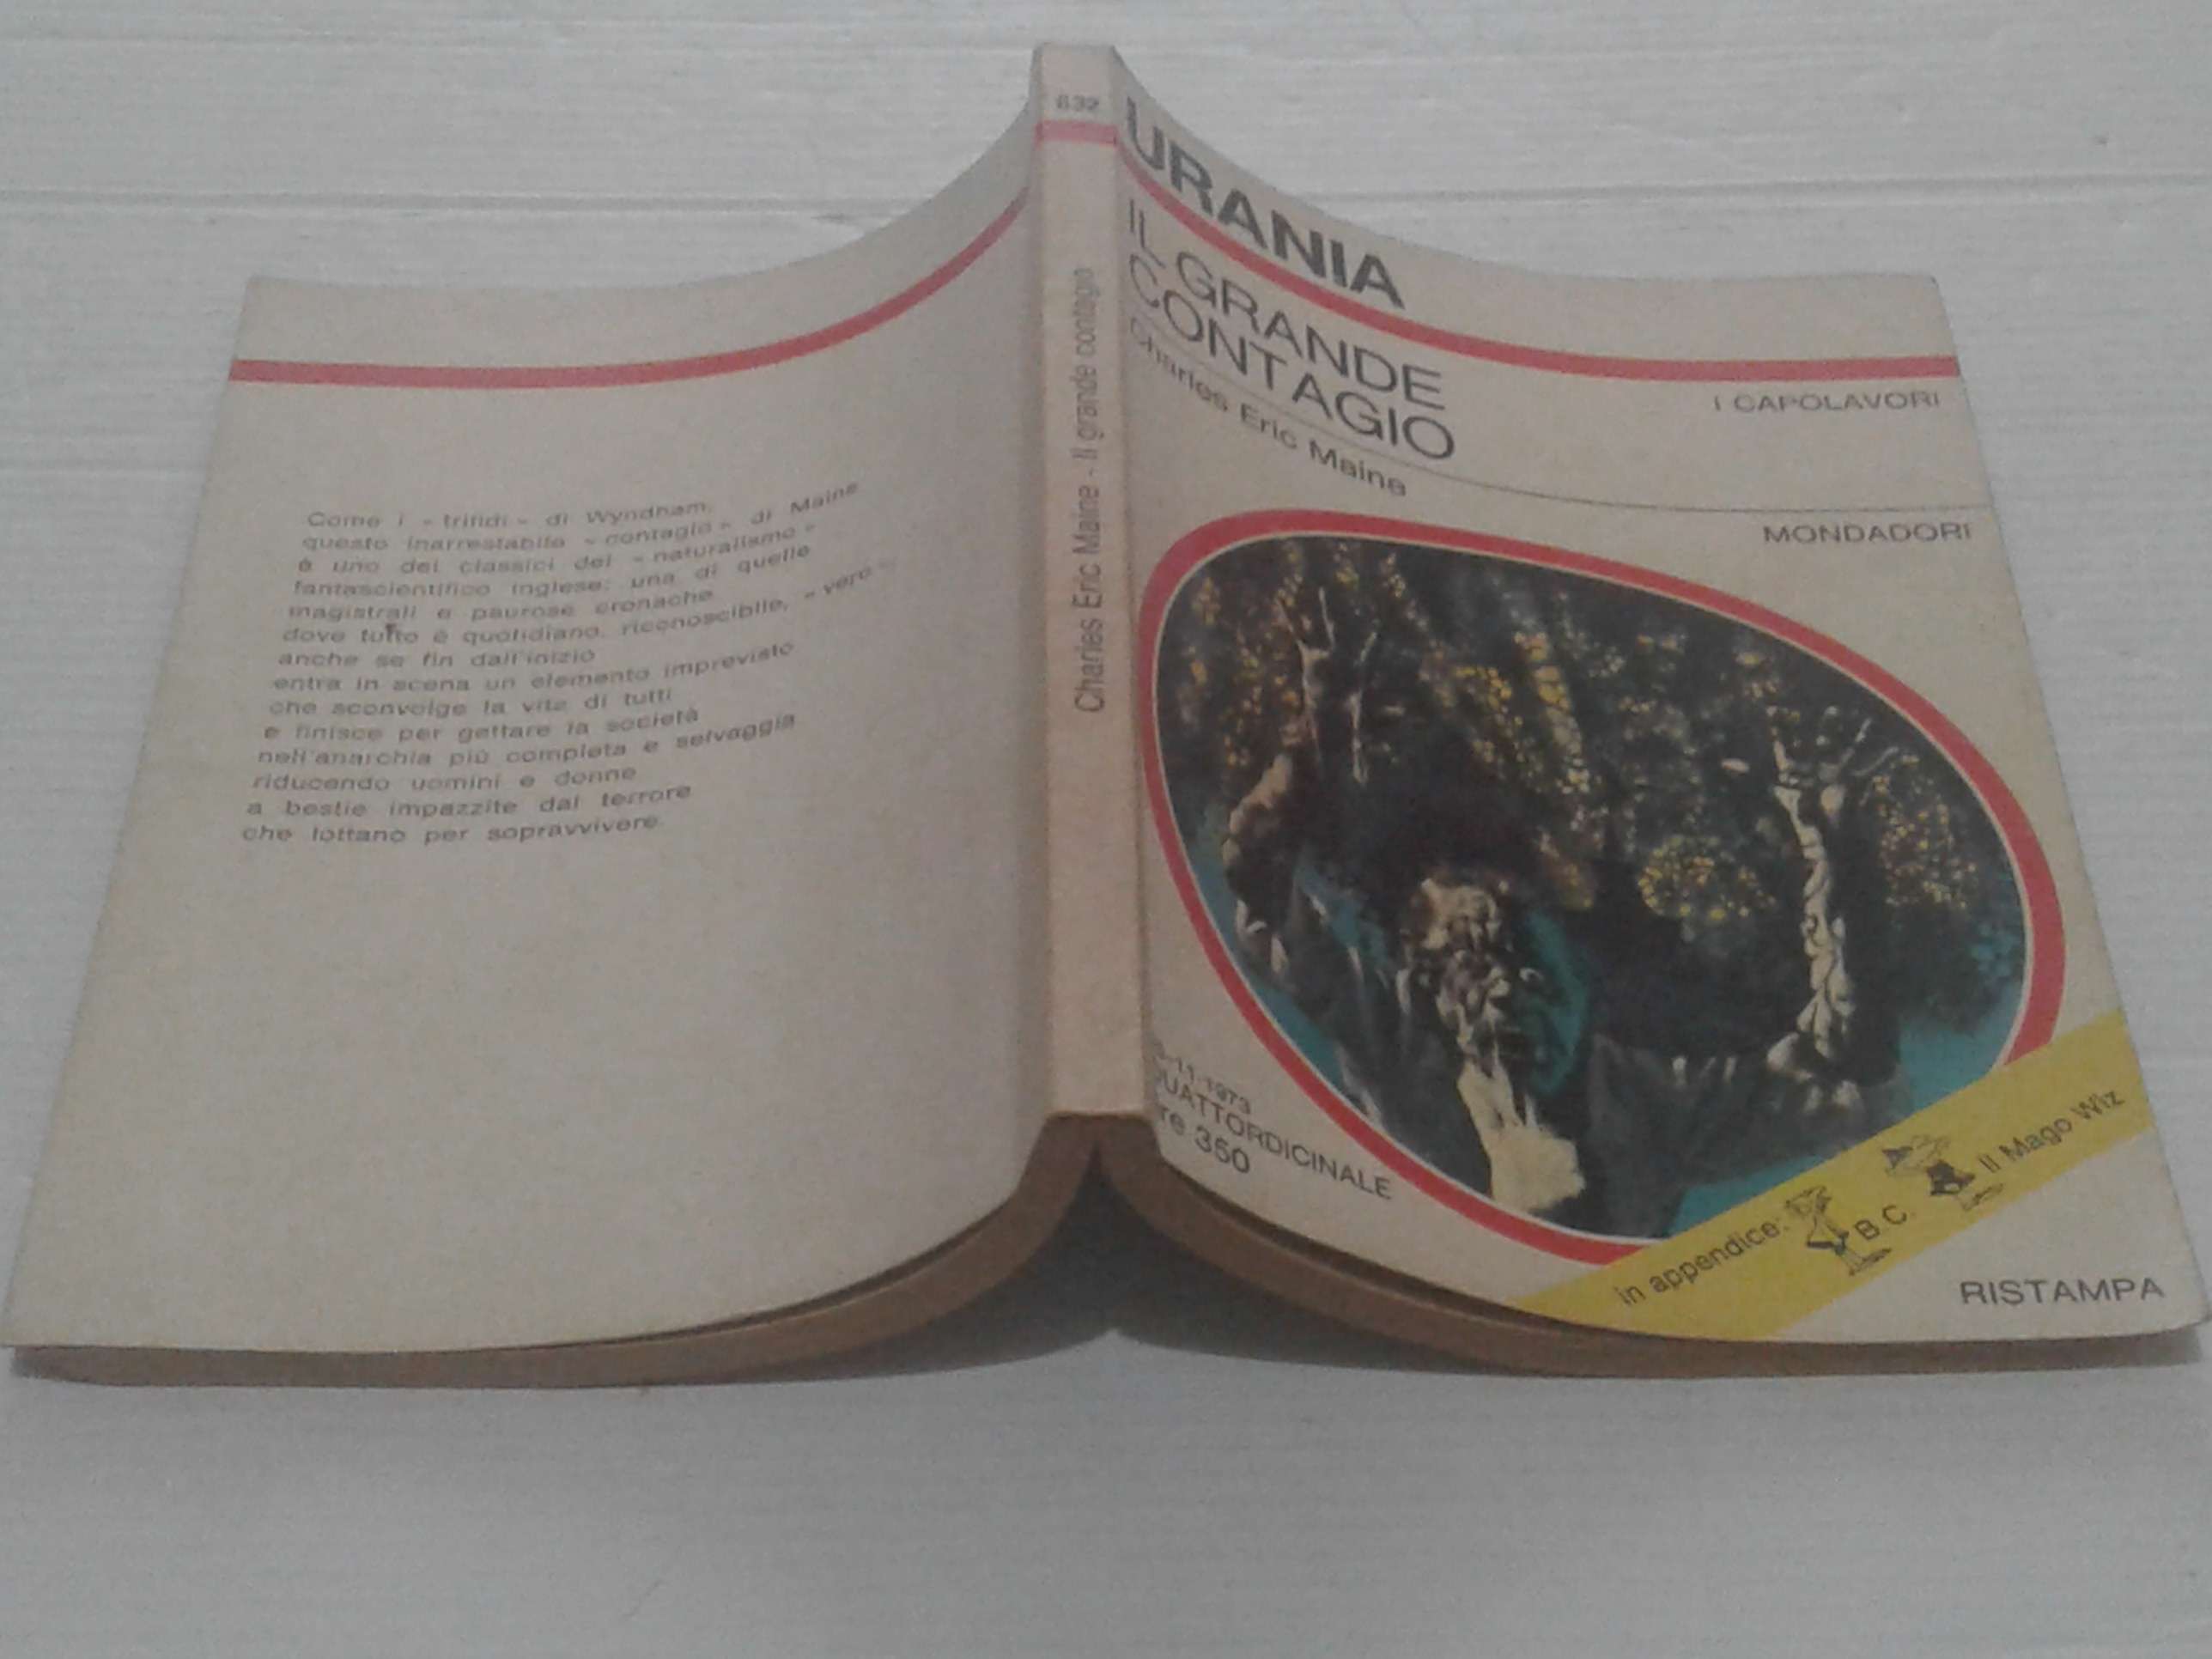 Come i « trifidi » di Wyndham,
questo inarrestabile « contagio » di Maine
è uno dei classici del « naturalismo »
fantascientifico inglese: una di quelle
magistrali e paurose cronache
dove tutto è quotidiano, riconoscibile, « vero »
anche se fin dall'inizio
entra in scena un elemento imprevisto
che sconvolge la vita di tutti
e finisce per gettare la società
nell'anarchia più completa e selvaggia
riducendo uomini e donne
a bestie impazzite dal terrore
che lottano per sopravvivere.
632
Charles Eric Maine - Il grande contagio
URANIA
IL GRANDE
CONTAGIO
Charles Eric Maine
I CAPOLAVORI
MONDADORI
-11-1973
QUATTORDICINALE
re 350
in appendice: B.C. Il Mago Wiz
RISTAMPA